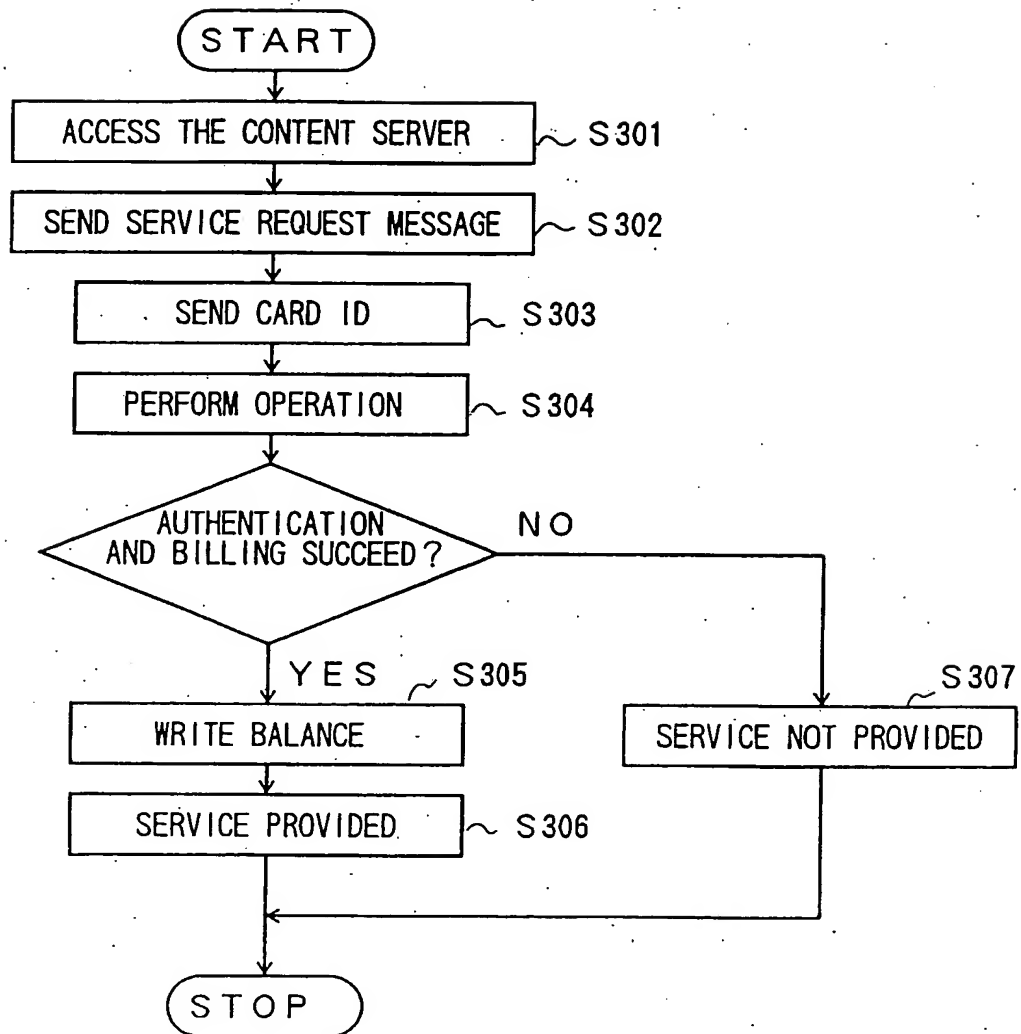 START
ACCESS THE CONTENT SERVER
S301
SEND SERVICE REQUEST MESSAGE
S302
SEND CARD ID
S303
PERFORM OPERATION
S304
AUTHENTICATION
AND BILLING SUCCEED?
NO
YES
S305
WRITE BALANCE
S307
SERVICE NOT PROVIDED
SERVICE PROVIDED
S306
STOP